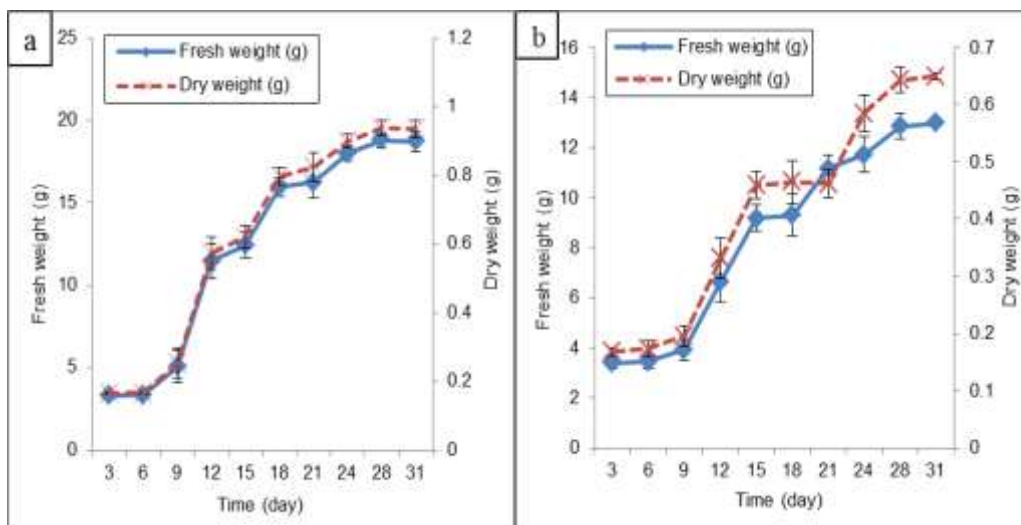 a
Fresh weight (g)
Dry weight (g)
25
20
15
10
5
0
1.2
1
0.8
0.6
0.4
0.2
0
3 6 9 12 15 18 21 24 28 31
Time (day)
Fresh weight (g)
Dry weight (g)
b
Fresh weight (g)
Dry weight (g)
16
14
12
10
8
6
4
2
0
0.7
0.6
0.5
0.4
0.3
0.2
0.1
0
3 6 9 12 15 18 21 24 28 31
Time (day)
Fresh weight (g)
Dry weight (g)